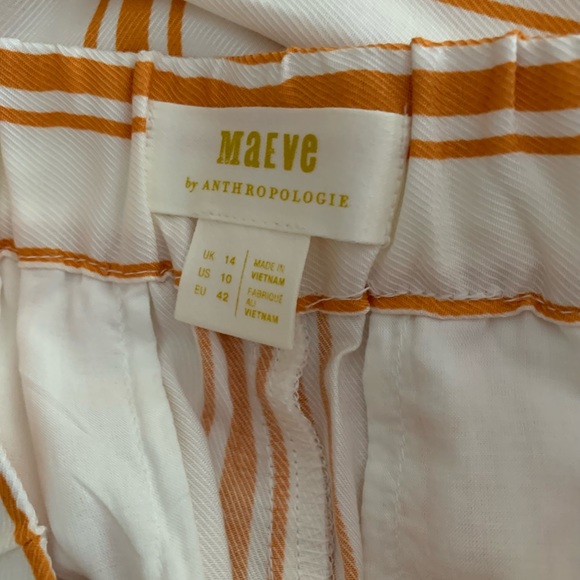 Maeve
by ANTHROPOLOGIE
UK 14
US 10
EU 42
MADE IN
VIETNAM
FABRIQUÉ
AU
VIETNAM